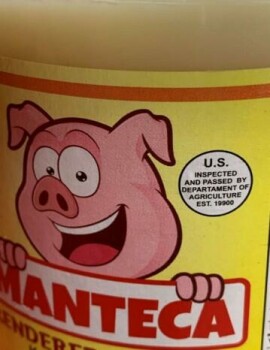 U.S.
INSPECTED
AND PASSED BY
DEPARTAMENT OF
AGRICULTURE
EST. 19900
MANTECA